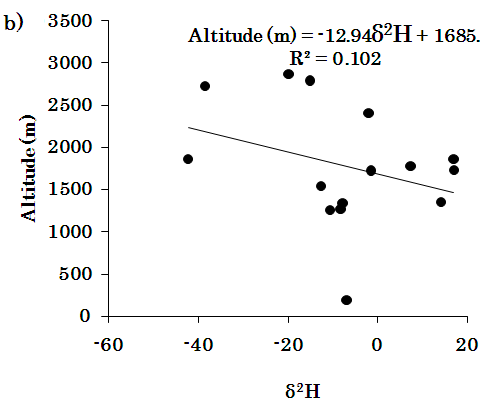 b)
Altitude (m) = -12.94δ²H + 1685.
R² = 0.102
3500
3000
2500
2000
1500
1000
500
0
Altitude (m)
-60 -40 -20 0 20
δ²H